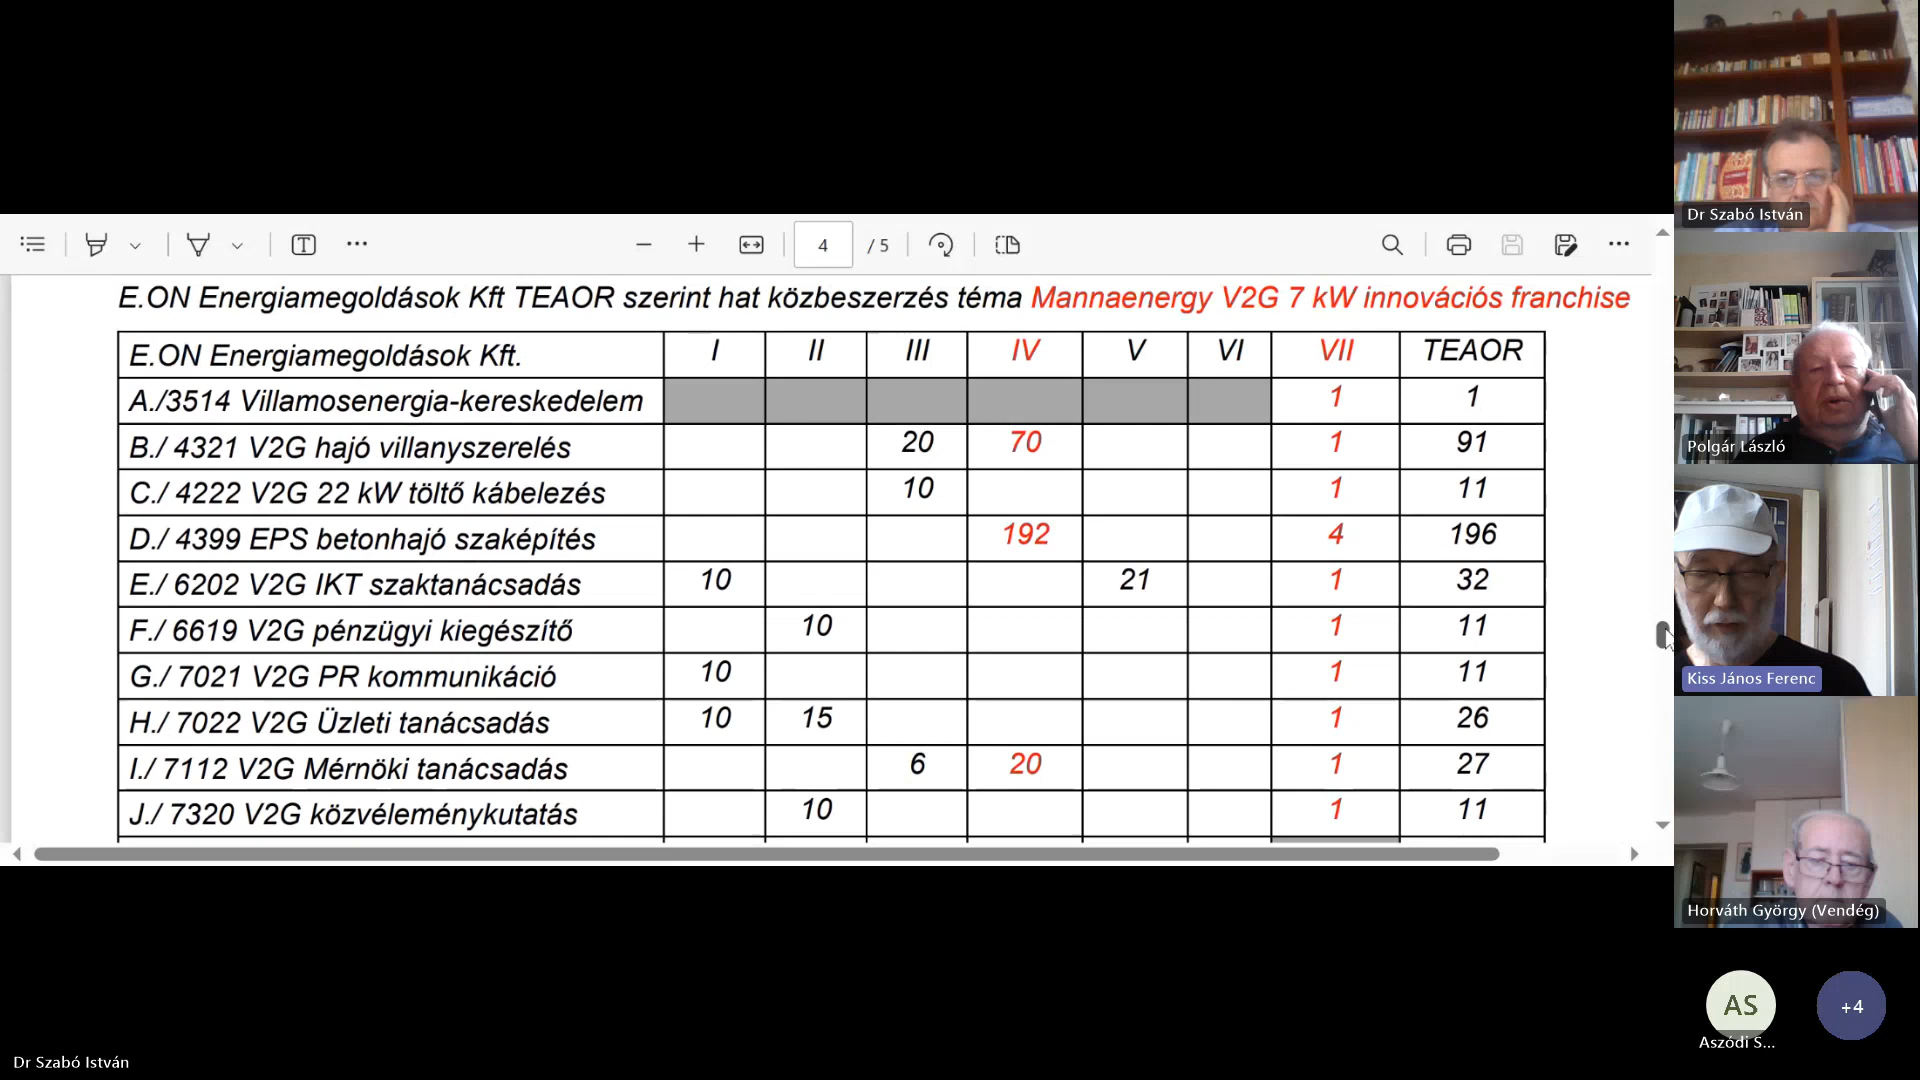 4 / 5
E.ON Energiamegoldások Kft TEAOR szerint hat közbeszerzés téma Mannaenergy V2G 7 kW innovációs franchise
E.ON Energiamegoldások Kft. I II III IV V VI VII TEAOR
A./3514 Villamosenergia-kereskedelem 1 1
B./ 4321 V2G hajó villanyszerelés 20 70 1 91
C./ 4222 V2G 22 kW töltő kábelezés 10 1 11
D./ 4399 EPS betonhajó szaképítés 192 4 196
E./ 6202 V2G IKT szaktanácsadás 10 21 1 32
F./ 6619 V2G pénzügyi kiegészítő 10 1 11
G./ 7021 V2G PR kommunikáció 10 1 11
H./ 7022 V2G Üzleti tanácsadás 10 15 1 26
I./ 7112 V2G Mérnöki tanácsadás 6 20 1 27
J./ 7320 V2G közvéleménykutatás 10 1 11
Dr Szabó István
Polgár László
Kiss János Ferenc
Horváth György (Vendég)
AS
Aszódi S...
+4
Dr Szabó István